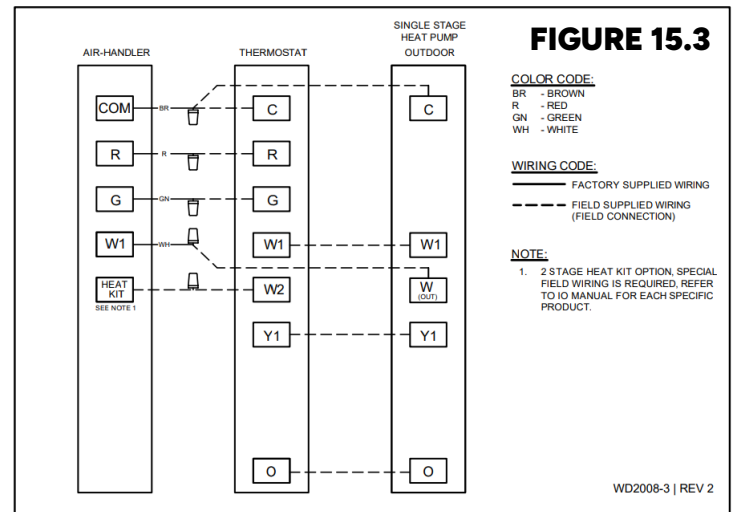 FIGURE 15.3
AIR-HANDLER
THERMOSTAT
SINGLE STAGE
HEAT PUMP
OUTDOOR
COM
BR
C
C
R
R
R
G
GN
G
W1
WH
W1
W1
HEAT
KIT
W2
W
(OUT)
SEE NOTE 1
Y1
Y1
O
O
COLOR CODE:
BR - BROWN
R - RED
GN - GREEN
WH - WHITE
WIRING CODE:
FACTORY SUPPLIED WIRING
FIELD SUPPLIED WIRING
(FIELD CONNECTION)
NOTE:
1. 2 STAGE HEAT KIT OPTION, SPECIAL
FIELD WIRING IS REQUIRED, REFER
TO IO MANUAL FOR EACH SPECIFIC
PRODUCT.
WD2008-3 | REV 2